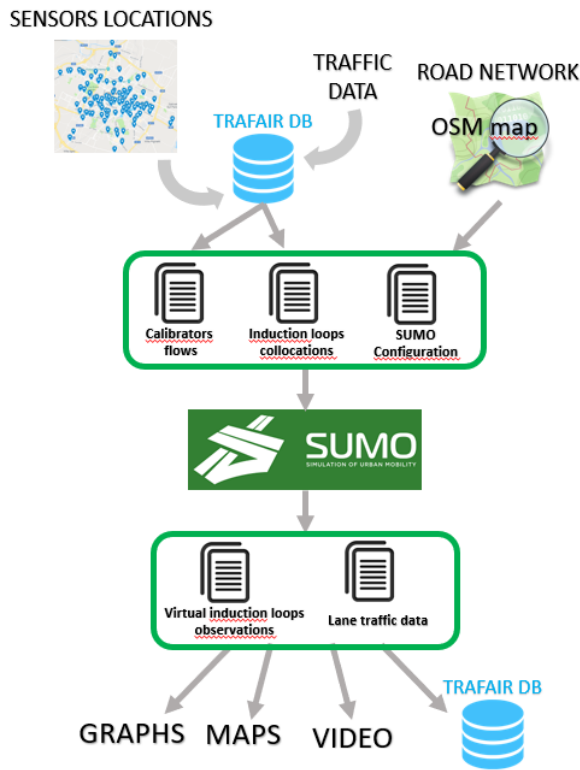 SENSORS LOCATIONS
TRAFFIC
DATA
ROAD NETWORK
TRAFAIR DB
OSM map
Calibrators
flows
Induction loops
collocations
SUMO
Configuration
SUMO
SIMULATION OF URBAN MOBILITY
Virtual induction loops
observations
Lane traffic data
TRAFAIR DB
GRAPHS
MAPS
VIDEO